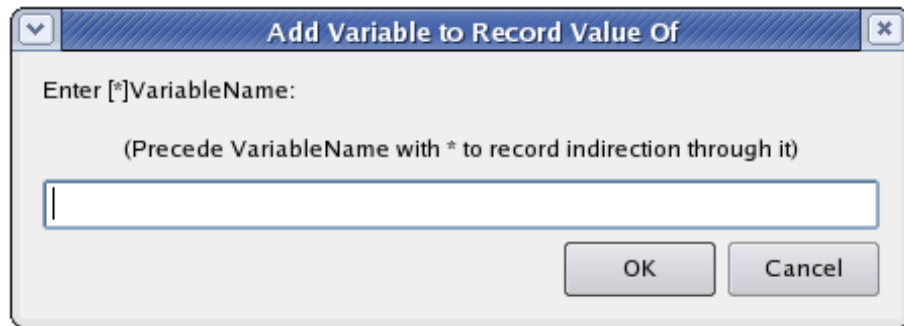 Add Variable to Record Value Of
Enter [*]VariableName:
(Precede VariableName with * to record indirection through it)
OK Cancel